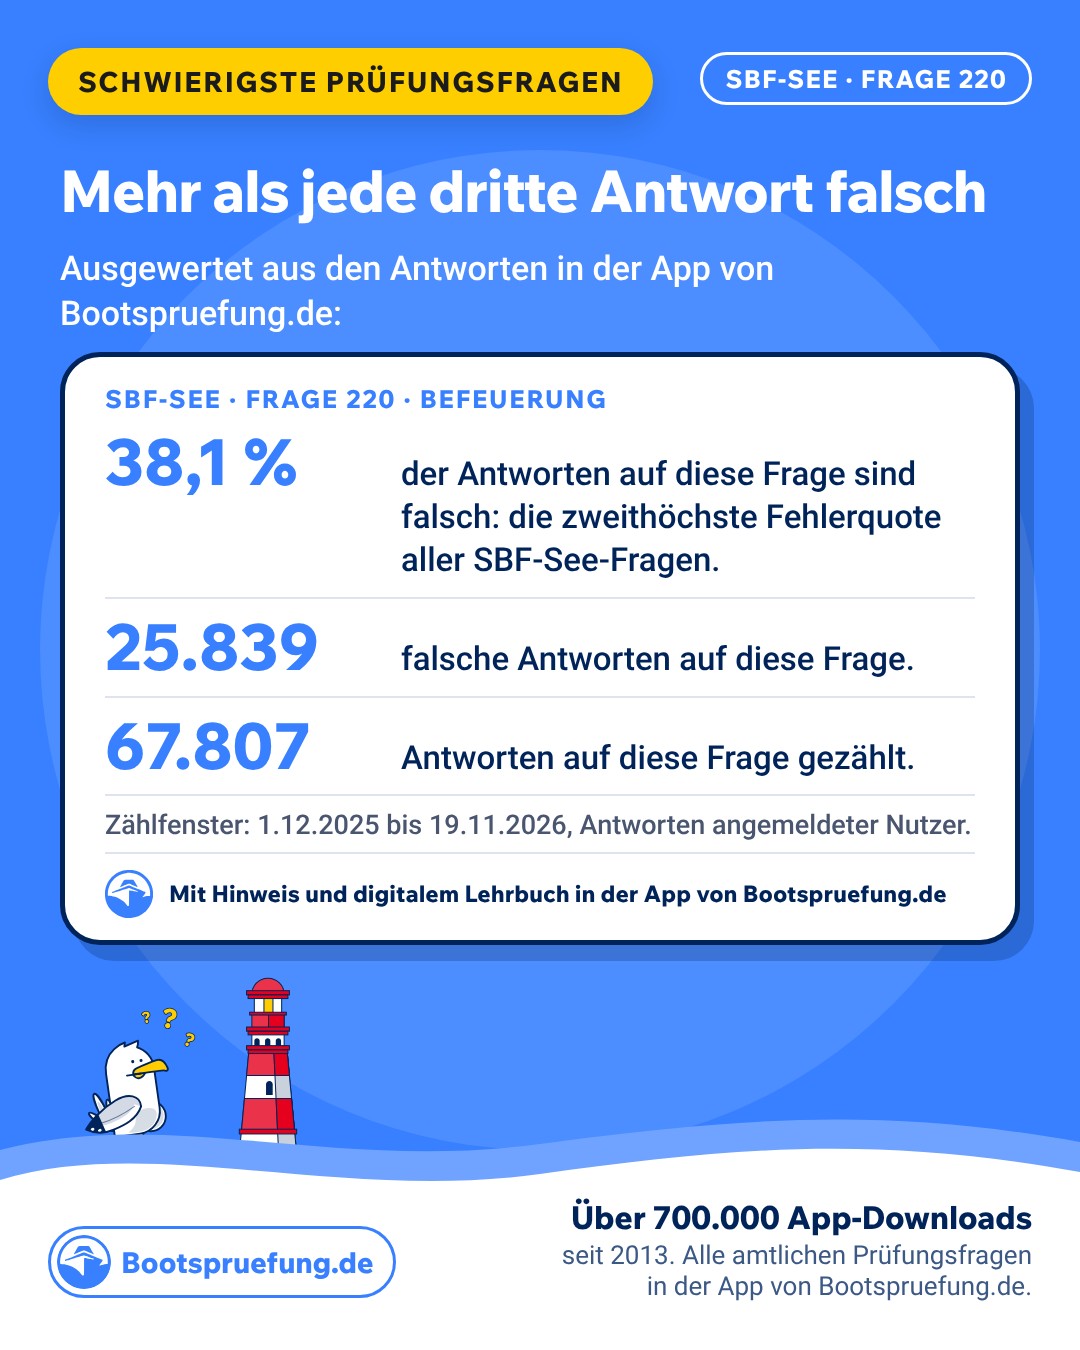 SCHWIERIGSTE PRÜFUNGSFRAGEN
SBF-SEE · FRAGE 220
Mehr als jede dritte Antwort falsch
Ausgewertet aus den Antworten in der App von
Bootspruefung.de:
SBF-SEE · FRAGE 220 · BEFEUERUNG
38,1 %
der Antworten auf diese Frage sind
falsch: die zweithöchste Fehlerquote
aller SBF-See-Fragen.
25.839
falsche Antworten auf diese Frage.
67.807
Antworten auf diese Frage gezählt.
Zählfenster: 1.12.2025 bis 19.11.2026, Antworten angemeldeter Nutzer.
Mit Hinweis und digitalem Lehrbuch in der App von Bootspruefung.de
? ? ?
Bootspruefung.de
Über 700.000 App-Downloads
seit 2013. Alle amtlichen Prüfungsfragen
in der App von Bootspruefung.de.